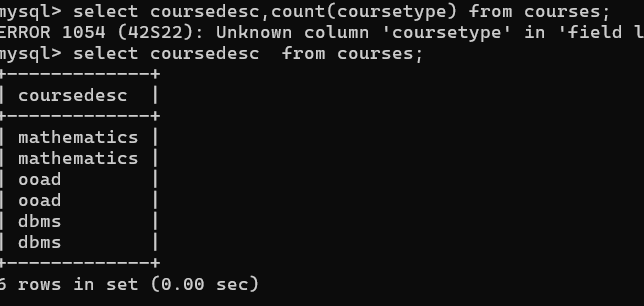 mysql> select coursedesc,count(coursetype) from courses;
ERROR 1054 (42S22): Unknown column 'coursetype' in 'field l
mysql> select coursedesc  from courses;
+-------------+
| coursedesc  |
+-------------+
| mathematics |
| mathematics |
| ooad        |
| ooad        |
| dbms        |
| dbms        |
+-------------+
6 rows in set (0.00 sec)